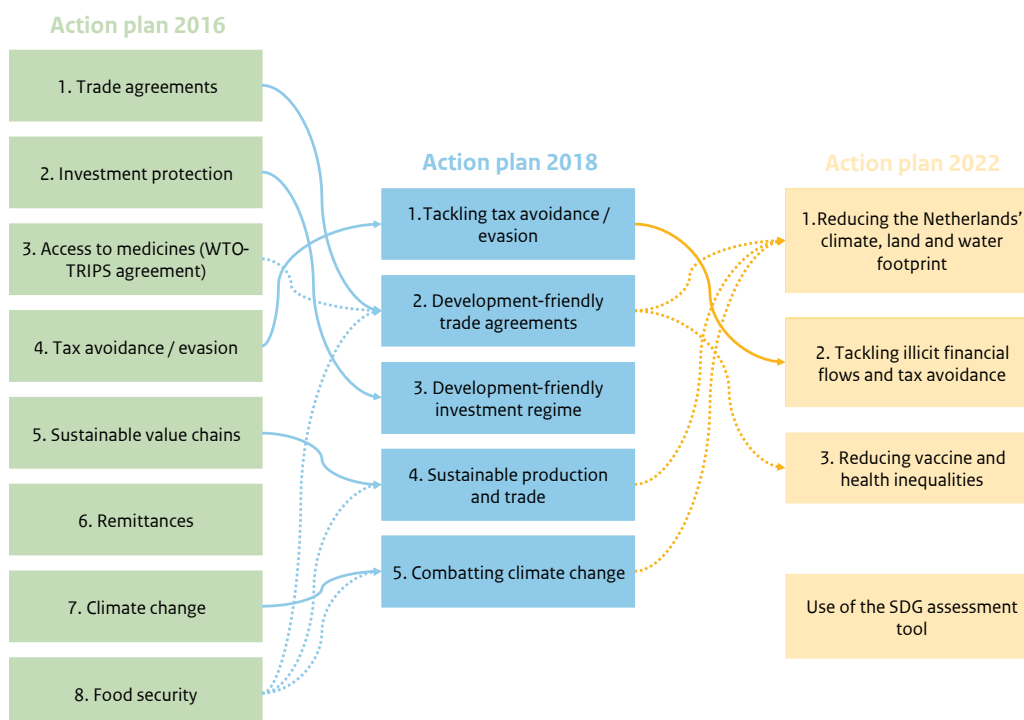 Action plan 2016
1. Trade agreements
2. Investment protection
3. Access to medicines (WTO-
TRIPS agreement)
4. Tax avoidance / evasion
5. Sustainable value chains
6. Remittances
7. Climate change
8. Food security
Action plan 2018
1.Tackling tax avoidance /
evasion
2. Development-friendly
trade agreements
3. Development-friendly
investment regime
4. Sustainable production
and trade
5. Combatting climate change
Action plan 2022
1.Reducing the Netherlands'
climate, land and water
footprint
2. Tackling illicit financial
flows and tax avoidance
3. Reducing vaccine and
health inequalities
Use of the SDG assessment
tool